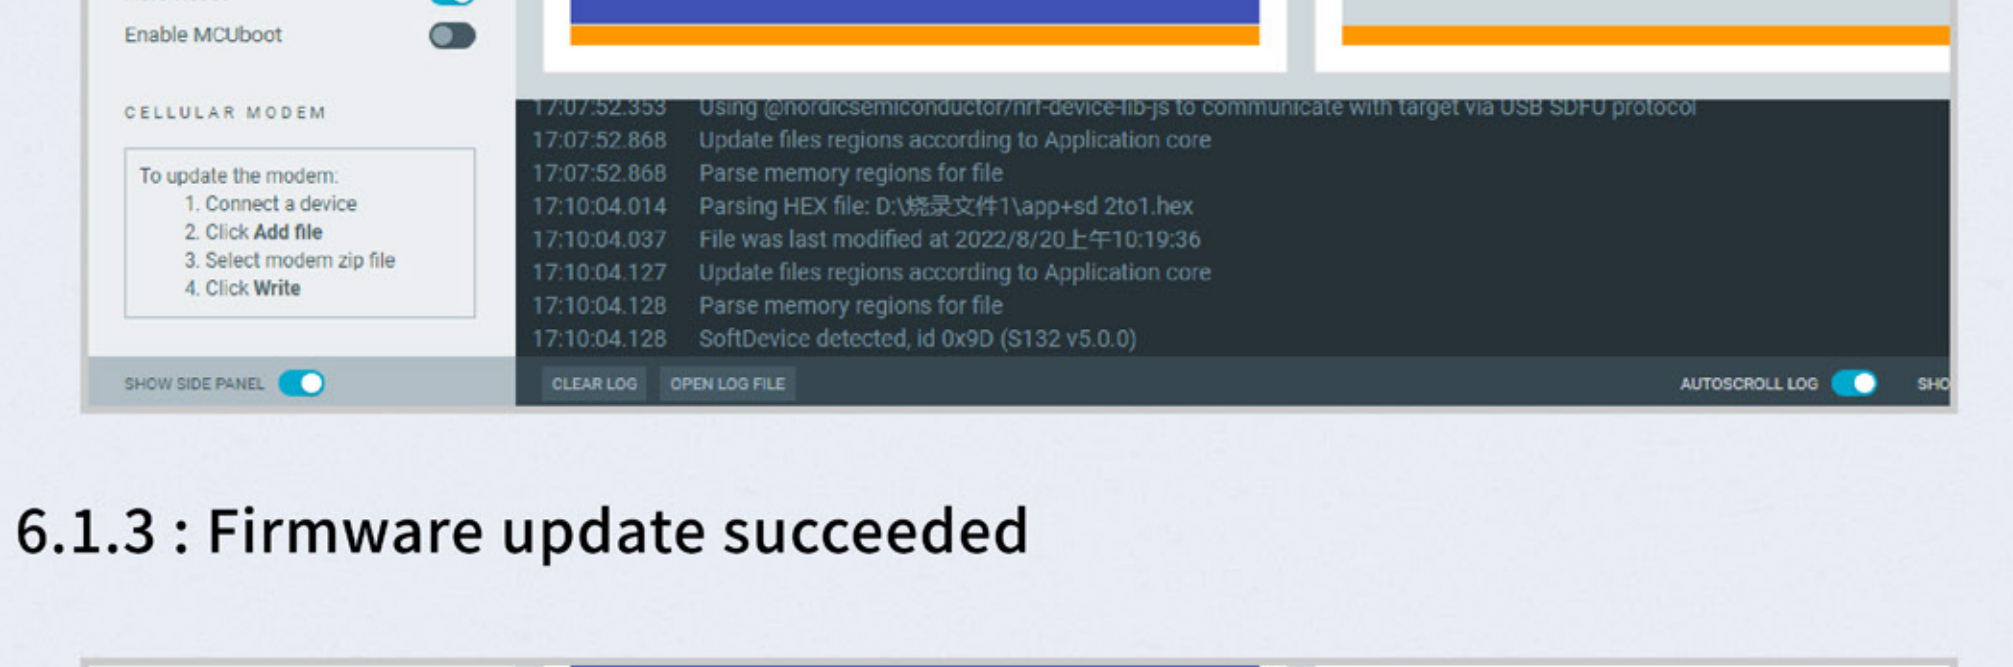 Enable MCUboot
CELLULAR MODEM
To update the modem:
1. Connect a device
2. Click Add file
3. Select modem zip file
4. Click Write
SHOW SIDE PANEL
17:07:52.353 Using @nordicsemiconductor/nrf-device-lib-js to communicate with target via USB SDFU protocol
17:07:52.868 Update files regions according to Application core
17:07:52.868 Parse memory regions for file
17:10:04.014 Parsing HEX file: D:\烧录文件1\app+sd 2to1.hex
17:10:04.037 File was last modified at 2022/8/20上午10:19:36
17:10:04.127 Update files regions according to Application core
17:10:04.128 Parse memory regions for file
17:10:04.128 SoftDevice detected, id 0x9D (S132 v5.0.0)
CLEAR LOG OPEN LOG FILE AUTOSCROLL LOG SHO
6.1.3 : Firmware update succeeded